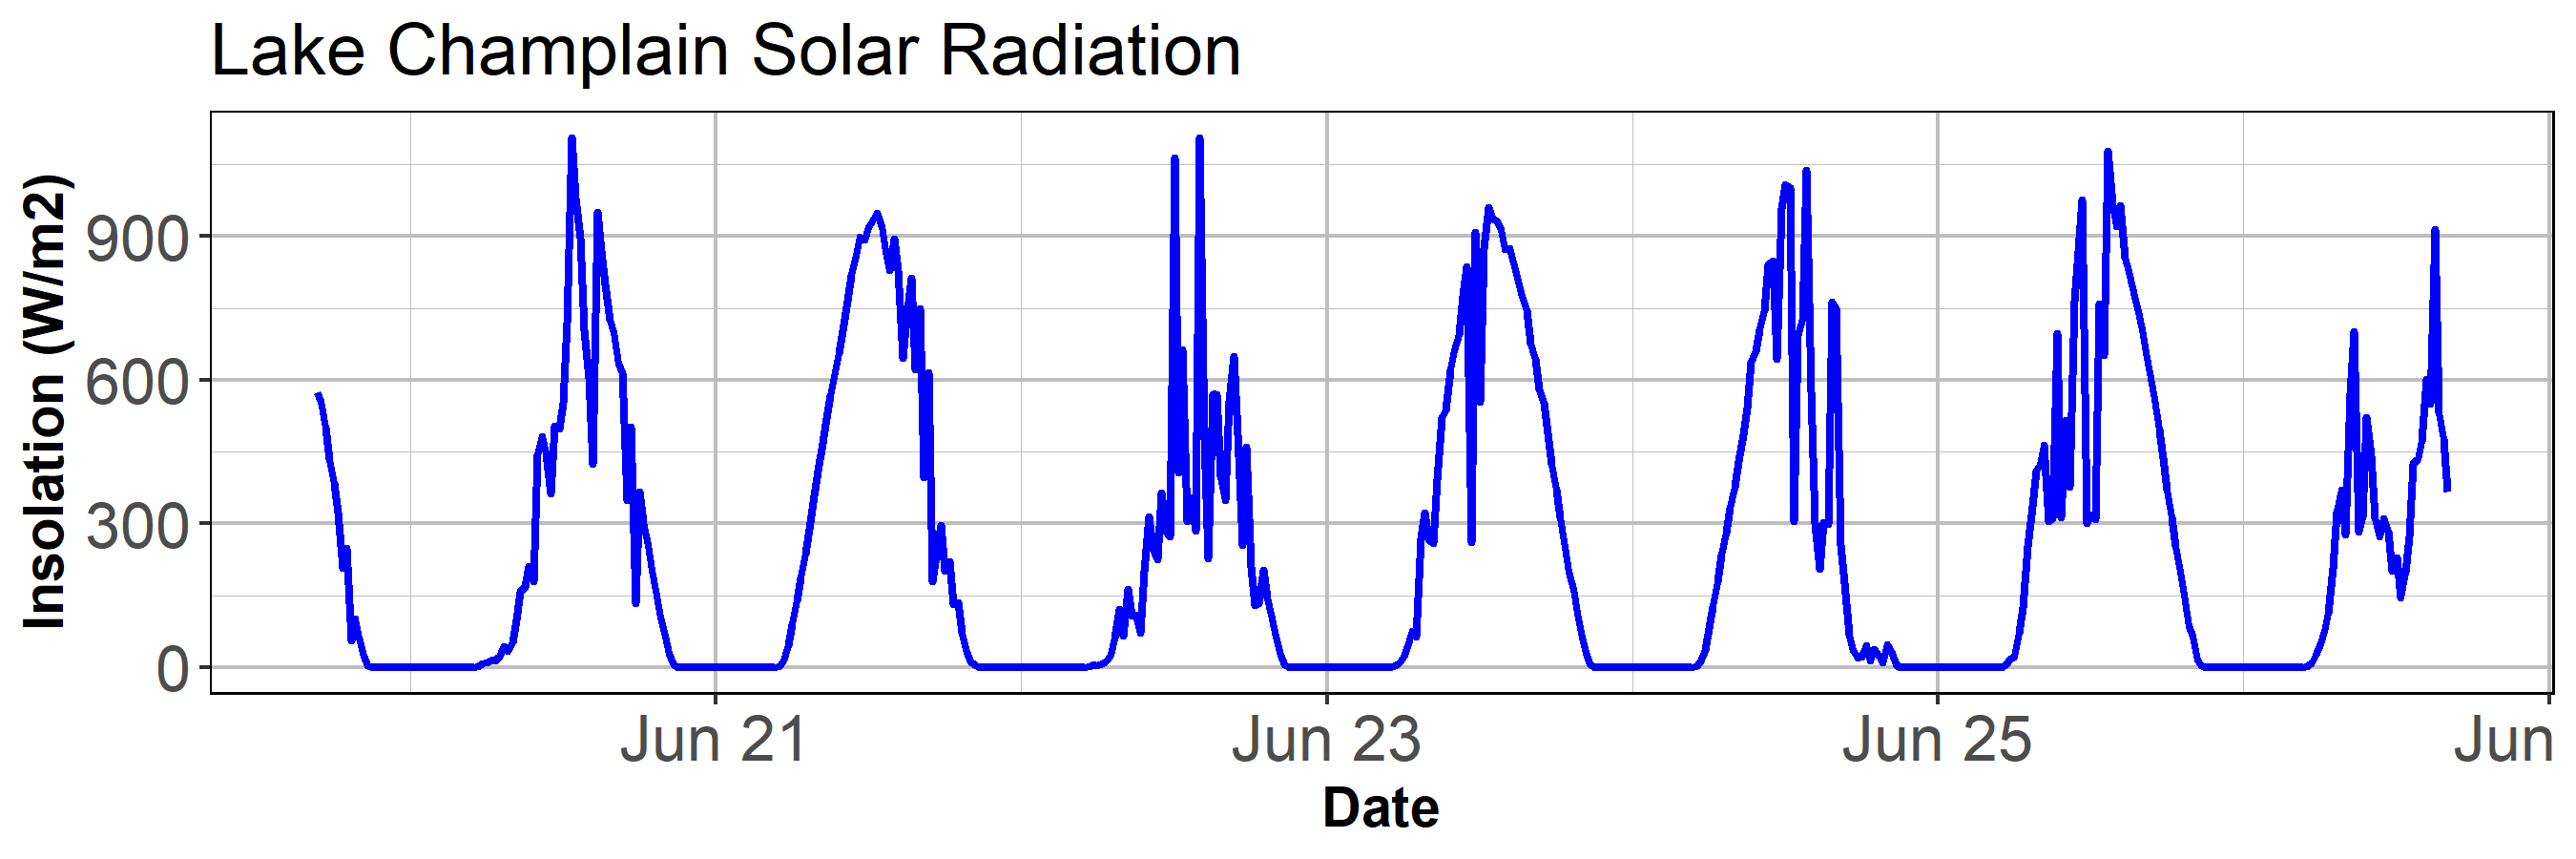 Lake Champlain Solar Radiation
Insolation (W/m2)
900
600
300
0
Jun 21
Jun 23
Jun 25
Jun
Date